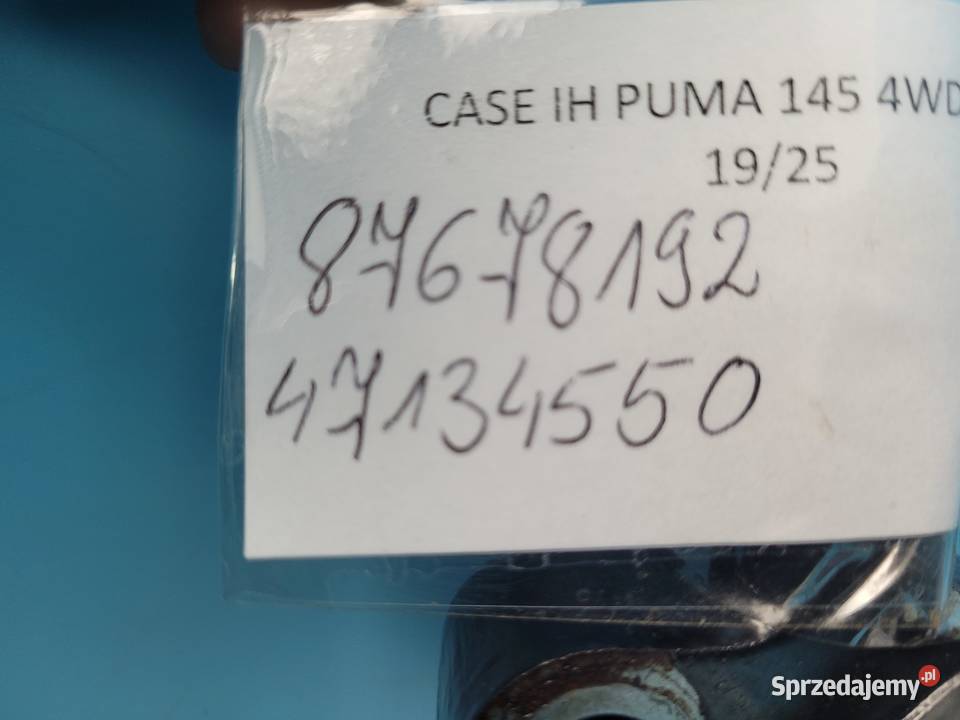 CASE IH PUMA 145 4WD
19/25
87678192
47134550
Sprzedajemy.pl